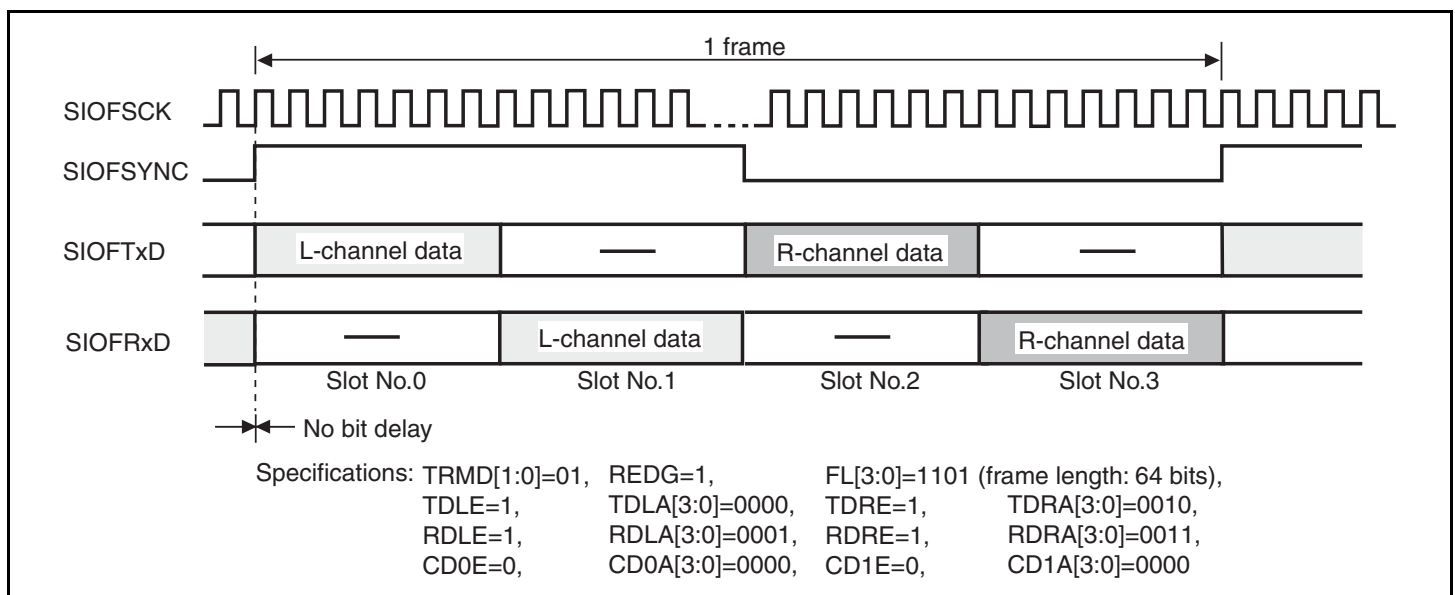 1 frame
SIOFSCK
SIOFSYNC
SIOFTxD
L-channel data
—
R-channel data
—
SIOFRxD
—
L-channel data
—
R-channel data
Slot No.0 Slot No.1 Slot No.2 Slot No.3
No bit delay
Specifications: TRMD[1:0]=01, REDG=1, FL[3:0]=1101 (frame length: 64 bits),
TDLE=1, TDLA[3:0]=0000, TDRE=1, TDRA[3:0]=0010,
RDLE=1, RDLA[3:0]=0001, RDRE=1, RDRA[3:0]=0011,
CD0E=0, CD0A[3:0]=0000, CD1E=0, CD1A[3:0]=0000